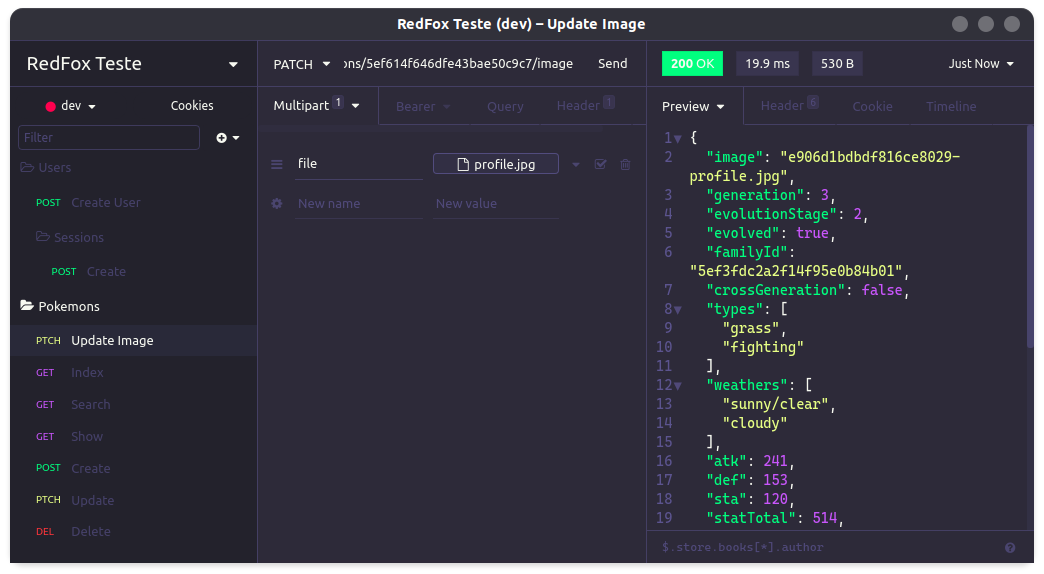 RedFox Teste (dev) – Update Image
RedFox Teste
dev
Cookies
Filter
Users
POST Create User
Sessions
POST Create
Pokemons
PTCH Update Image
GET Index
GET Search
GET Show
POST Create
PTCH Update
DEL Delete
PATCH ons/5ef614f646dfe43bae50c9c7/image Send
Multipart 1 Bearer Query Header 1
file profile.jpg
New name New value
200 OK 19.9 ms 530 B Just Now
Preview Header 6 Cookie Timeline
1 {
2 "image": "e906d1bdbdf816ce8029-
profile.jpg",
3 "generation": 3,
4 "evolutionStage": 2,
5 "evolved": true,
6 "familyId":
"5ef3fdc2a2f14f95e0b84b01",
7 "crossGeneration": false,
8 "types": [
9 "grass",
10 "fighting"
11 ],
12 "weathers": [
13 "sunny/clear",
14 "cloudy"
15 ],
16 "atk": 241,
17 "def": 153,
18 "sta": 120,
19 "statTotal": 514,
$.store.books[*].author